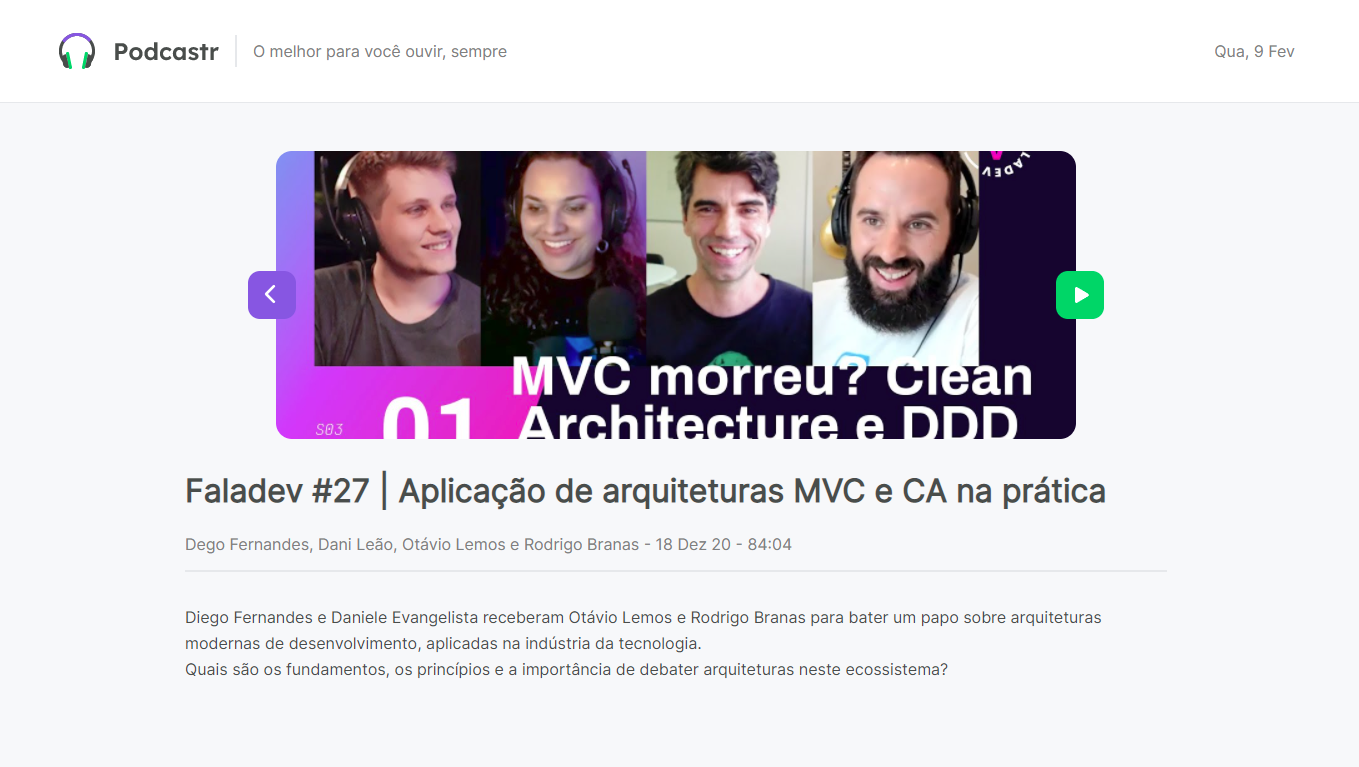 Podcastr
O melhor para você ouvir, sempre
Qua, 9 Fev
LADEV
MVC morreu? Clean
01
Architecture e DDD
S03
Faladev #27 | Aplicação de arquiteturas MVC e CA na prática
Dego Fernandes, Dani Leão, Otávio Lemos e Rodrigo Branas - 18 Dez 20 - 84:04
Diego Fernandes e Daniele Evangelista receberam Otávio Lemos e Rodrigo Branas para bater um papo sobre arquiteturas
modernas de desenvolvimento, aplicadas na indústria da tecnologia.
Quais são os fundamentos, os princípios e a importância de debater arquiteturas neste ecossistema?